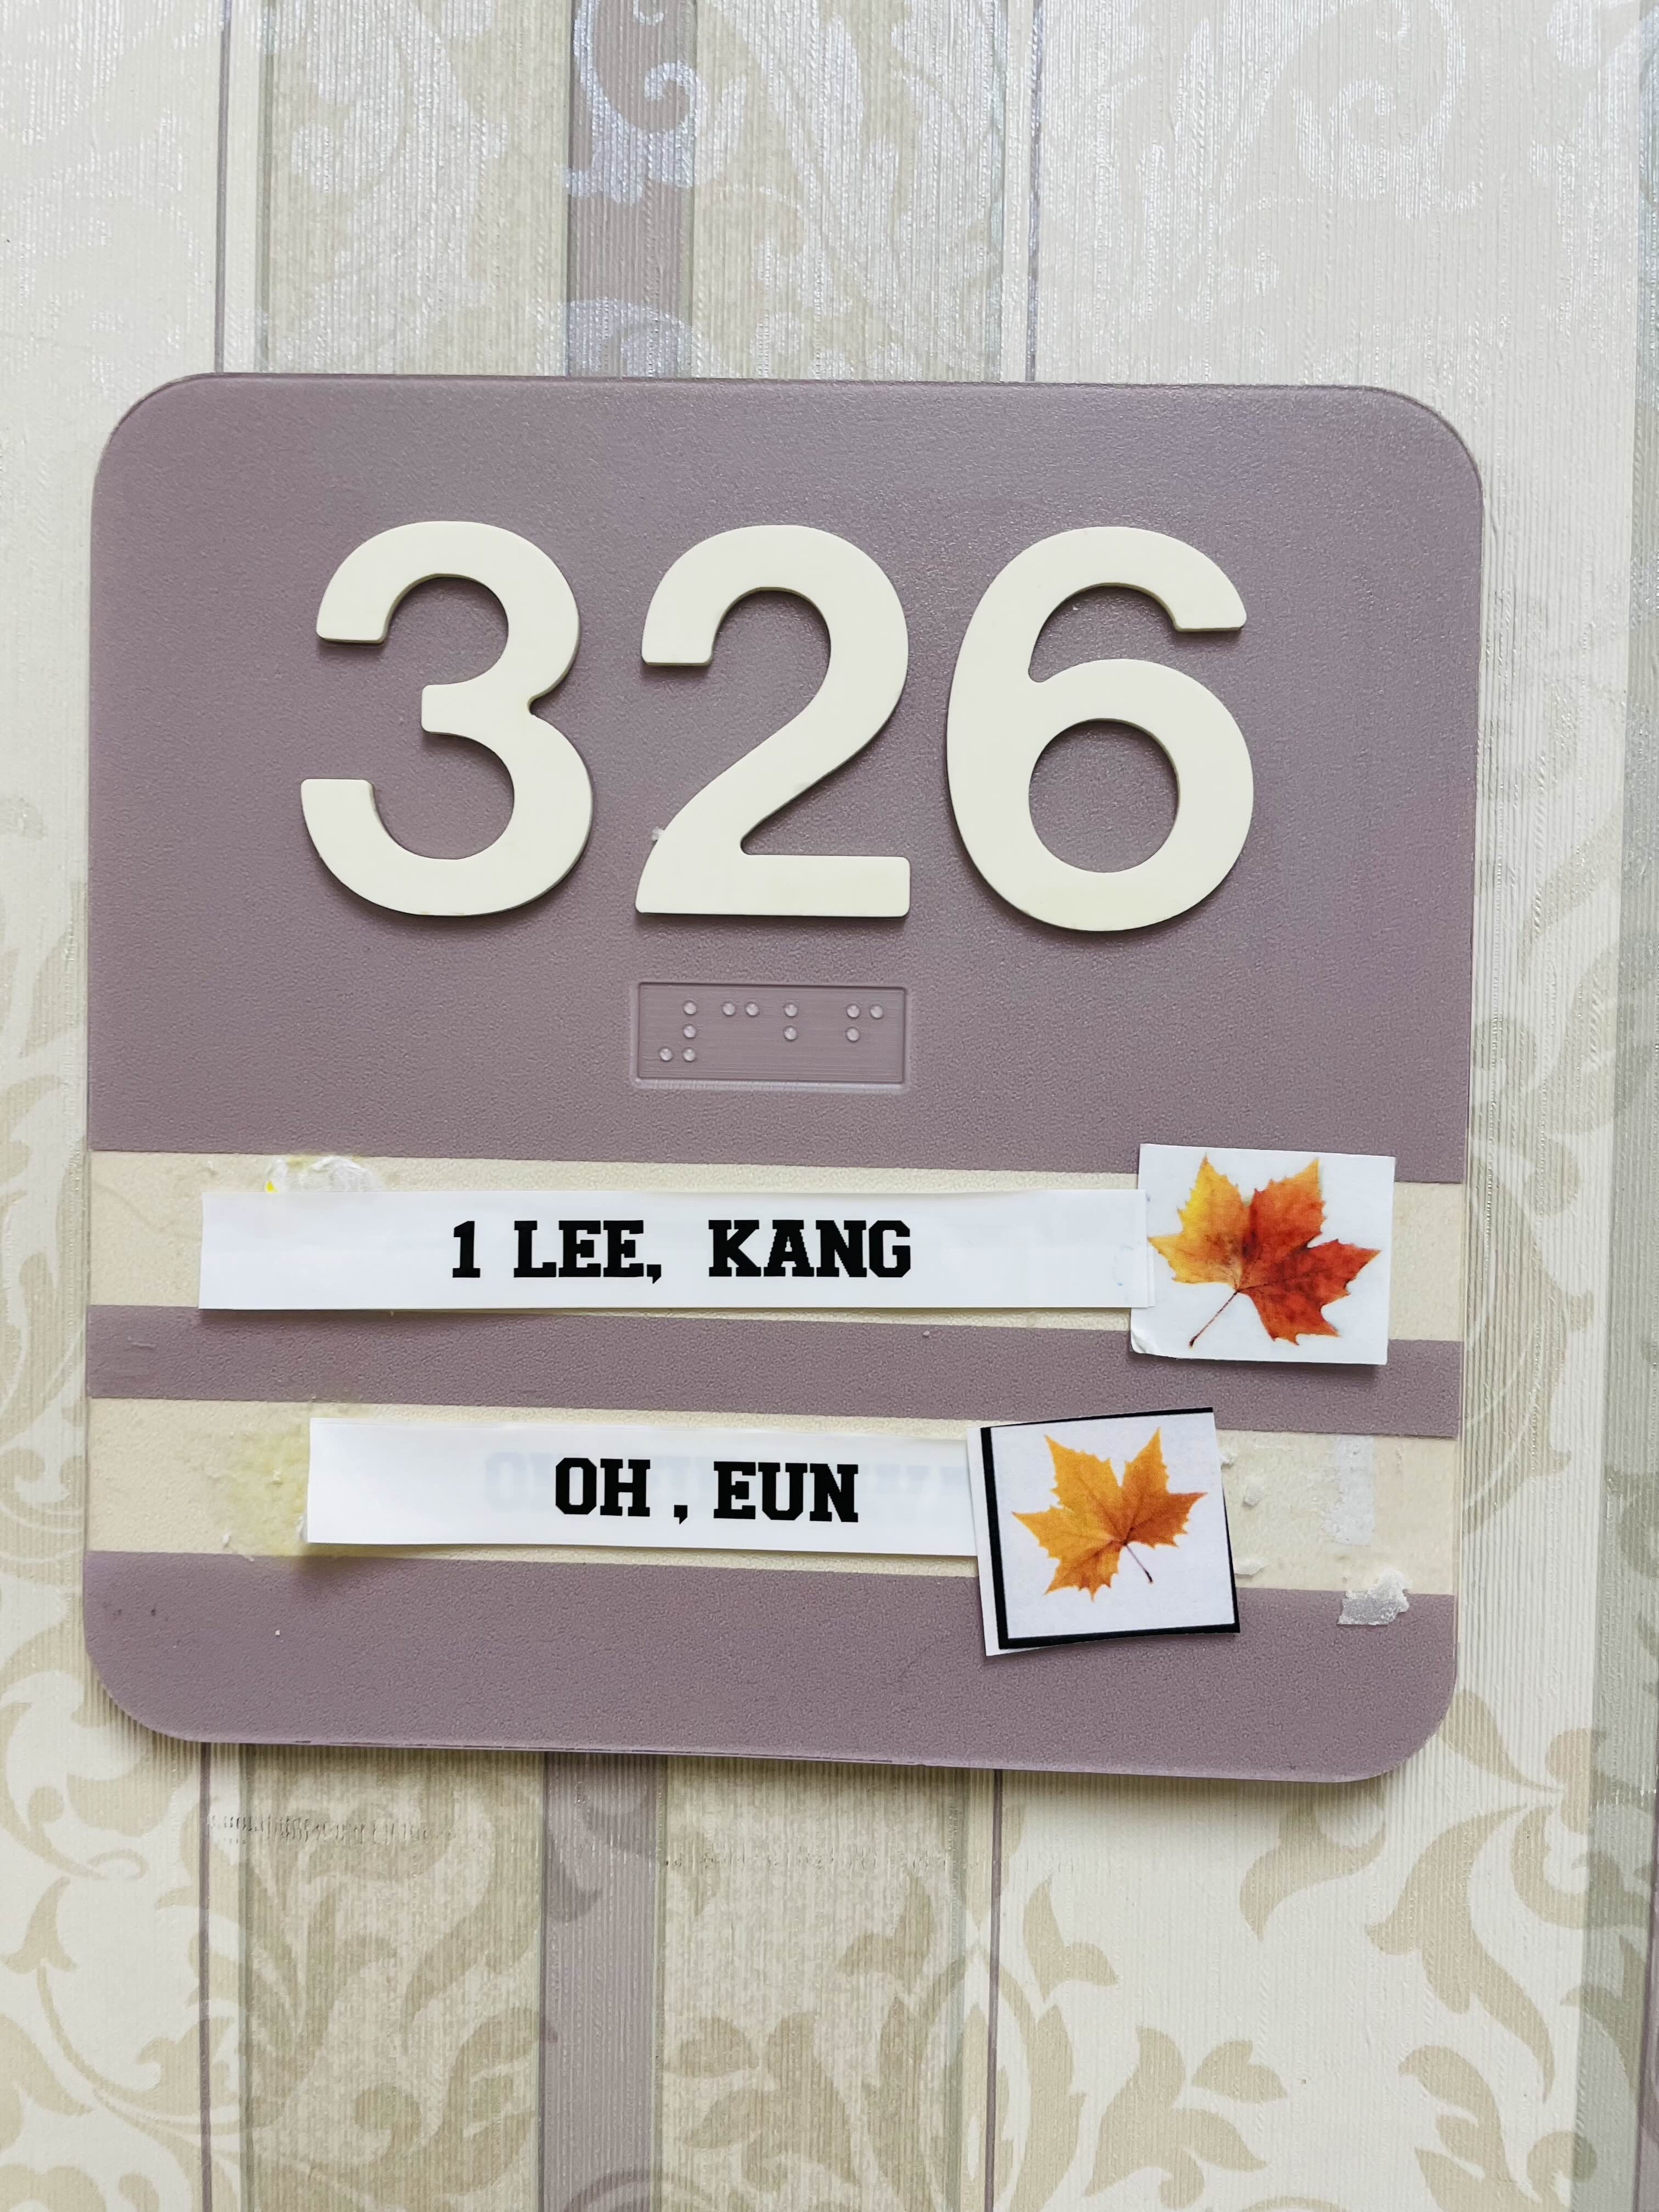 326
⠼⠉⠃⠋
1 LEE, KANG
OH , EUN